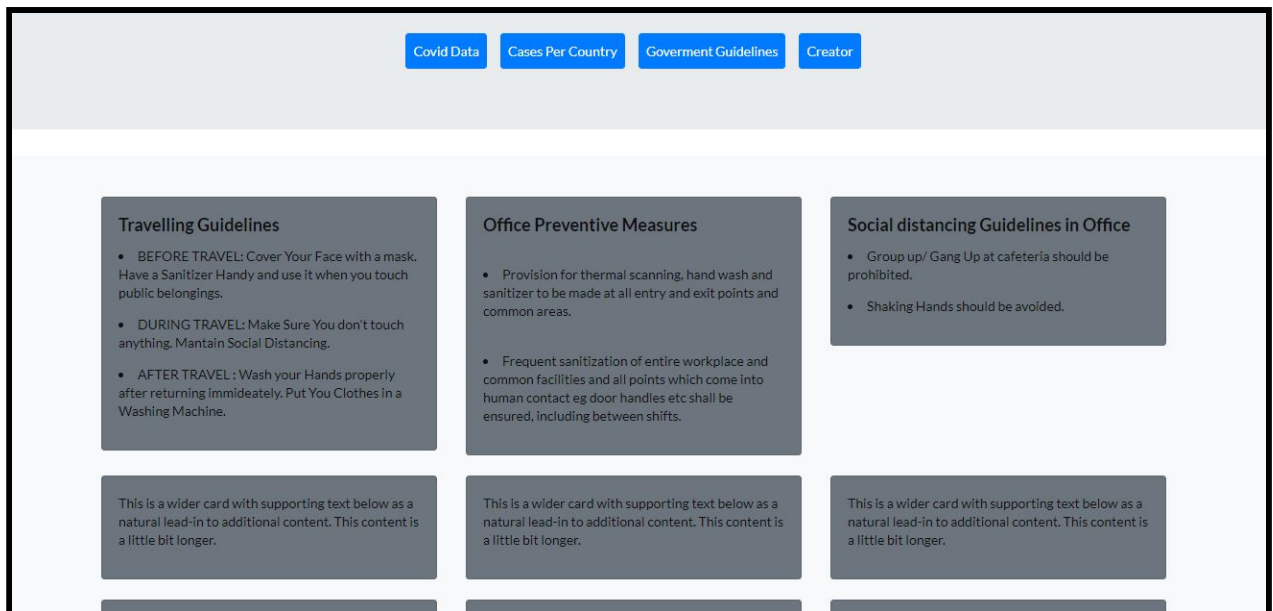 Covid Data
Cases Per Country
Goverment Guidelines
Creator
Travelling Guidelines
• BEFORE TRAVEL: Cover Your Face with a mask.
Have a Sanitizer Handy and use it when you touch
public belongings.
• DURING TRAVEL: Make Sure You don't touch
anything. Mantain Social Distancing.
• AFTER TRAVEL : Wash your Hands properly
after returning immideately. Put You Clothes in a
Washing Machine.
Office Preventive Measures
• Provision for thermal scanning, hand wash and
sanitizer to be made at all entry and exit points and
common areas.
• Frequent sanitization of entire workplace and
common facilities and all points which come into
human contact eg door handles etc shall be
ensured, including between shifts.
Social distancing Guidelines in Office
• Group up/ Gang Up at cafeteria should be
prohibited.
• Shaking Hands should be avoided.
This is a wider card with supporting text below as a
natural lead-in to additional content. This content is
a little bit longer.
This is a wider card with supporting text below as a
natural lead-in to additional content. This content is
a little bit longer.
This is a wider card with supporting text below as a
natural lead-in to additional content. This content is
a little bit longer.